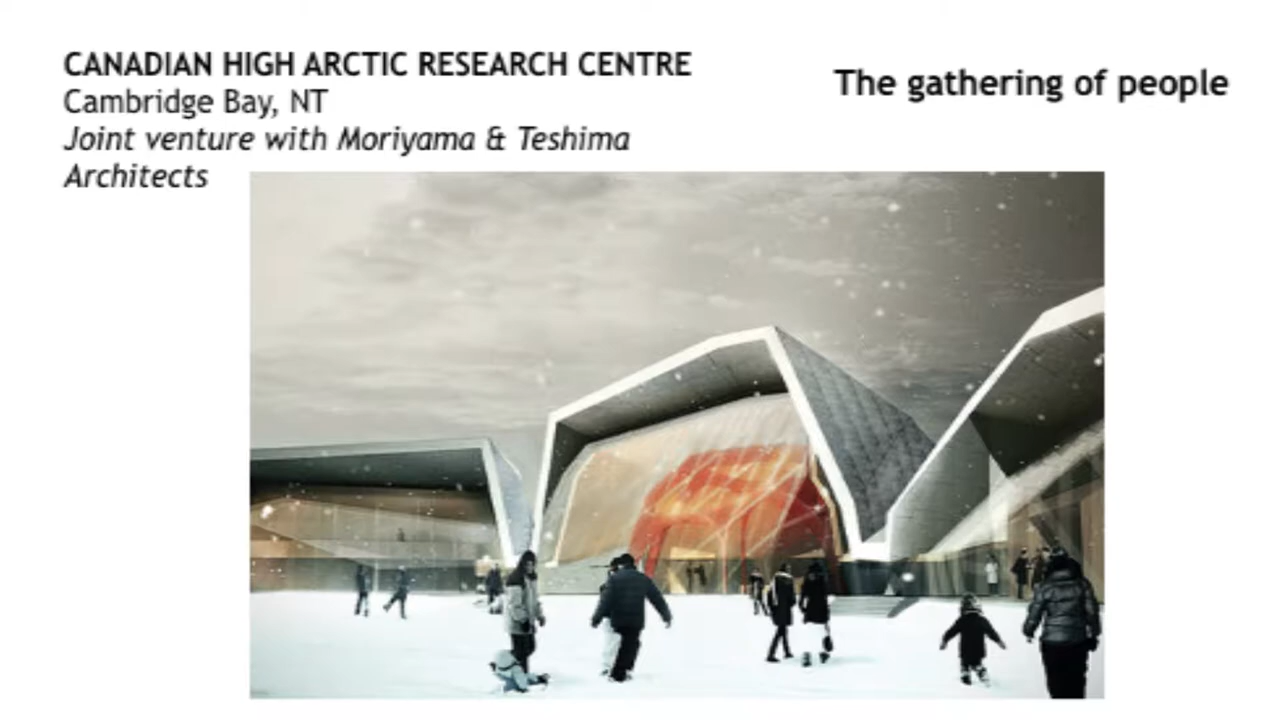 CANADIAN HIGH ARCTIC RESEARCH CENTRE
Cambridge Bay, NT
Joint venture with Moriyama & Teshima
Architects
The gathering of people